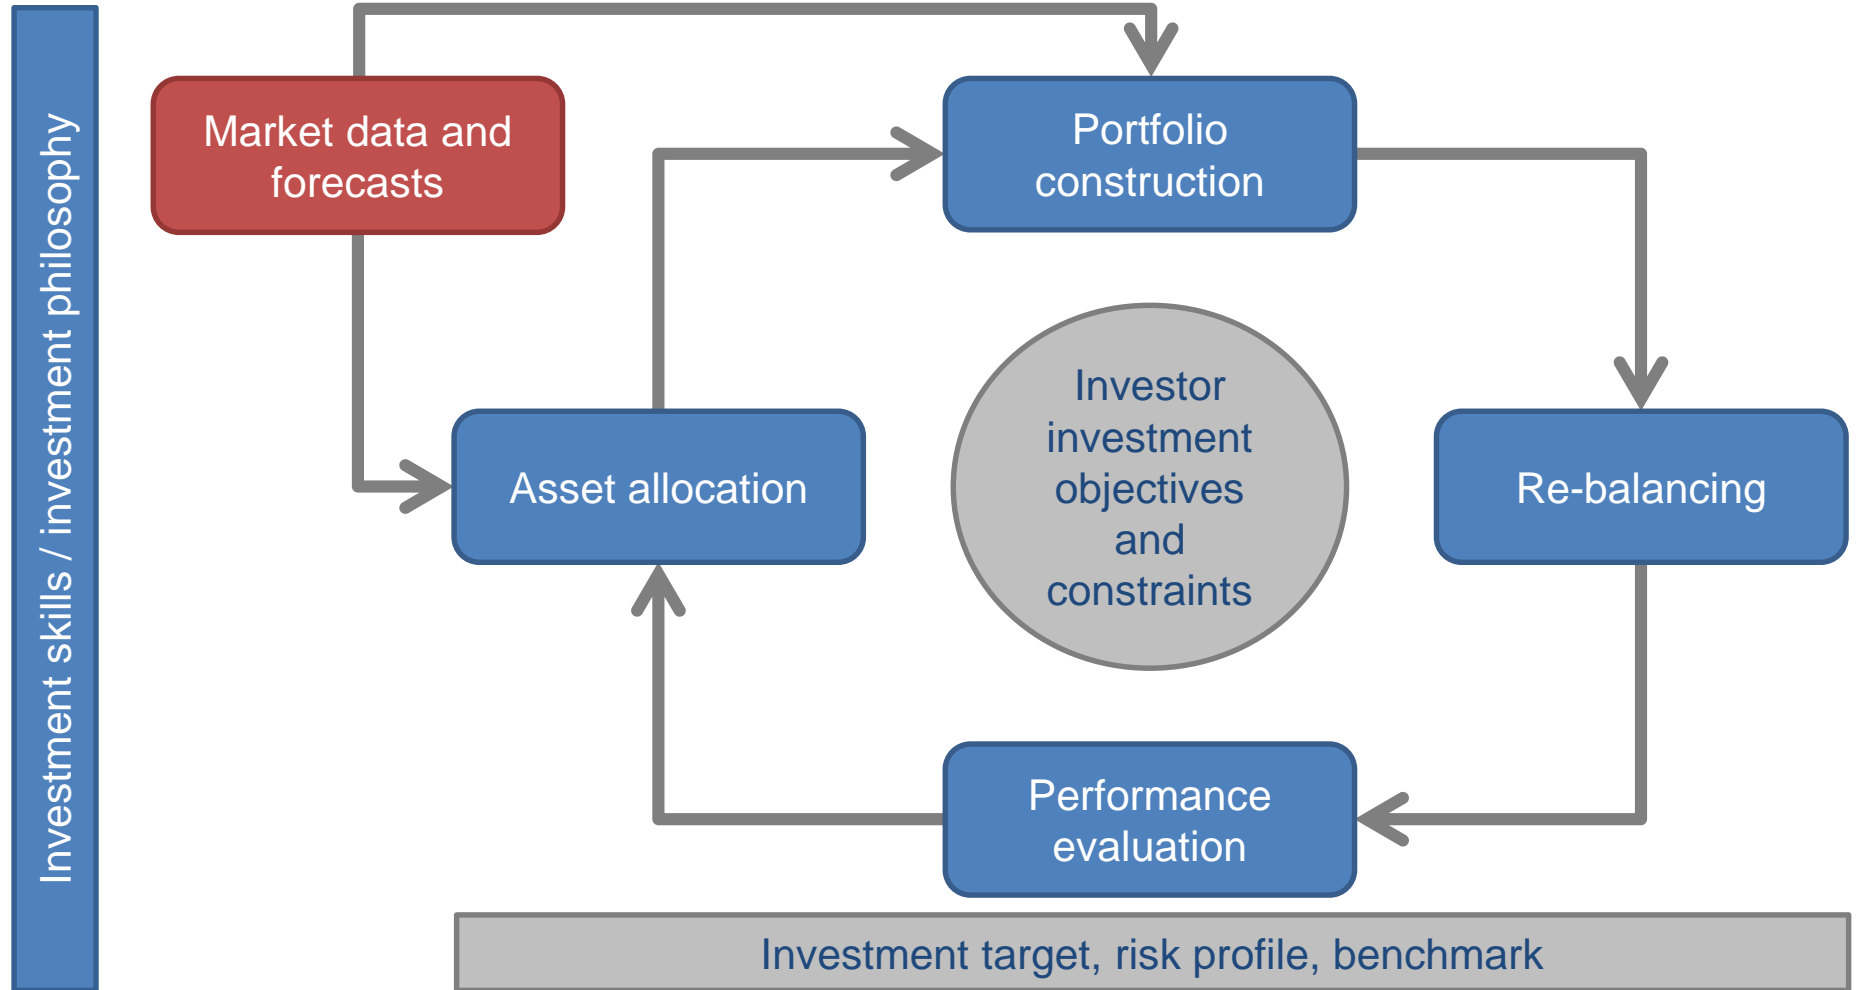 Investment skills / investment philosophy
Market data and
forecasts
Portfolio
construction
Investor
investment
objectives
and
constraints
Asset allocation
Re-balancing
Performance
evaluation
Investment target, risk profile, benchmark